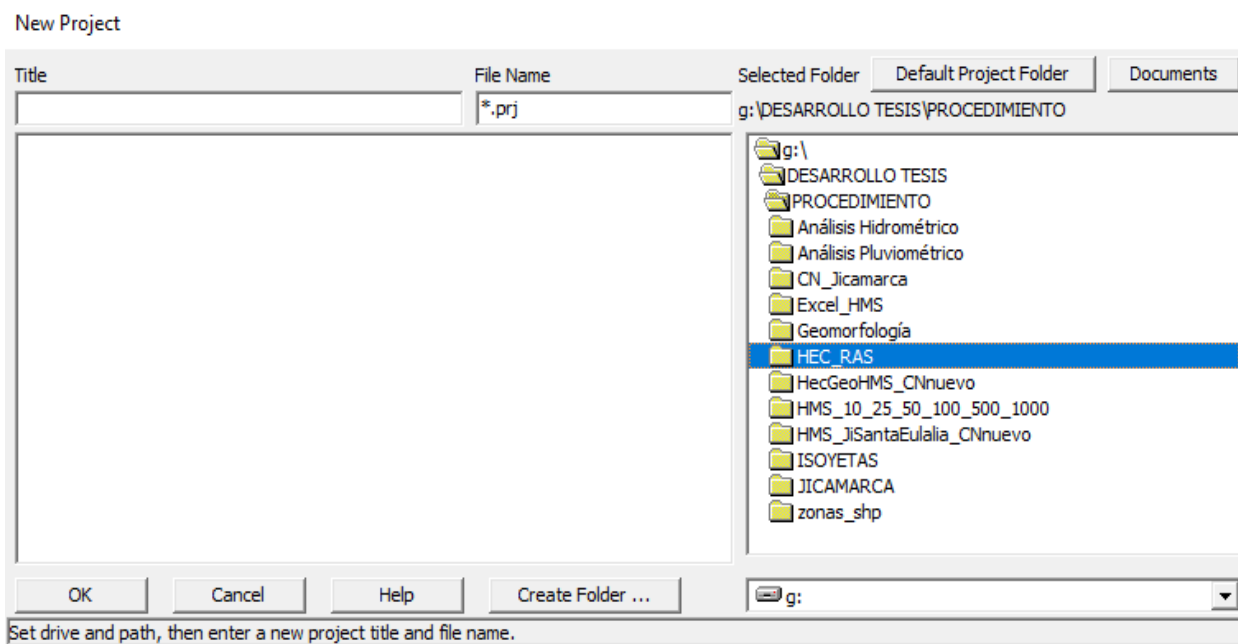 New Project
Title File Name Selected Folder Default Project Folder Documents
*.prj g:\DESARROLLO TESIS\PROCEDIMIENTO
g:\
DESARROLLO TESIS
PROCEDIMIENTO
Análisis Hidrométrico
Análisis Pluviométrico
CN_Jicamarca
Excel_HMS
Geomorfología
HEC_RAS
HecGeoHMS_CNnuevo
HMS_10_25_50_100_500_1000
HMS_JiSantaEulalia_CNnuevo
ISOYETAS
JICAMARCA
zonas_shp
OK Cancel Help Create Folder ... g:
Set drive and path, then enter a new project title and file name.